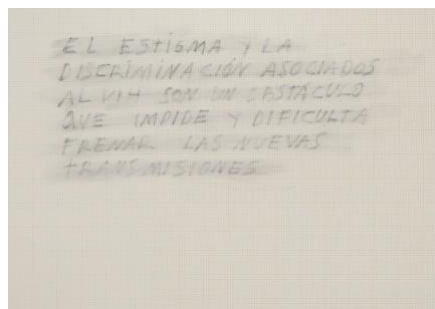 EL ESTIGMA Y LA
DISCRIMINACIÓN ASOCIADOS
AL VIH SON UN OBSTÁCULO
QUE IMPIDE Y DIFICULTA
FRENAR LAS NUEVAS
TRANSMISIONES